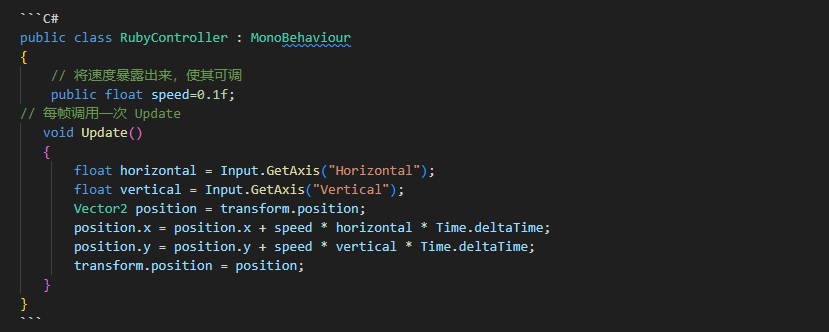 ```C#
public class RubyController : MonoBehaviour
{
    // 将速度暴露出来，使其可调
    public float speed=0.1f;
// 每帧调用一次 Update
   void Update()
   {
       float horizontal = Input.GetAxis("Horizontal");
       float vertical = Input.GetAxis("Vertical");
       Vector2 position = transform.position;
       position.x = position.x + speed * horizontal * Time.deltaTime;
       position.y = position.y + speed * vertical * Time.deltaTime;
       transform.position = position;
   }
}
```